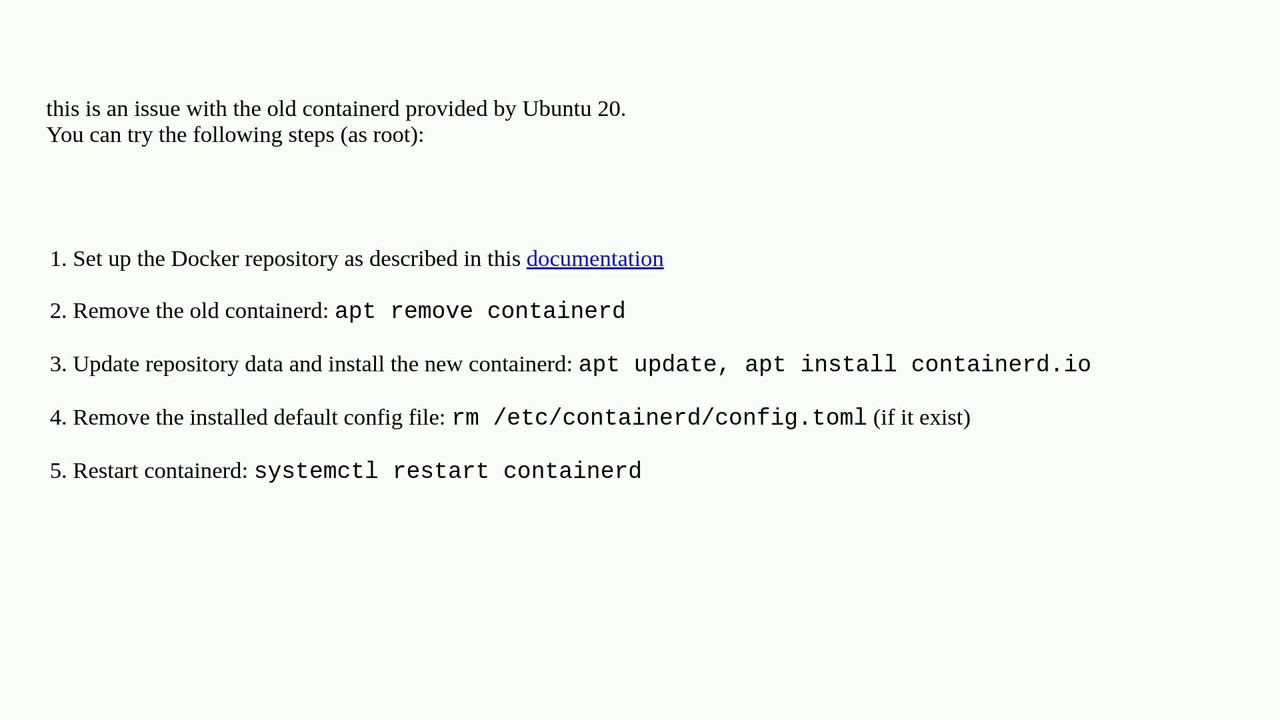 this is an issue with the old containerd provided by Ubuntu 20.
You can try the following steps (as root):
1. Set up the Docker repository as described in this documentation
2. Remove the old containerd: apt remove containerd
3. Update repository data and install the new containerd: apt update, apt install containerd.io
4. Remove the installed default config file: rm /etc/containerd/config.toml (if it exist)
5. Restart containerd: systemctl restart containerd